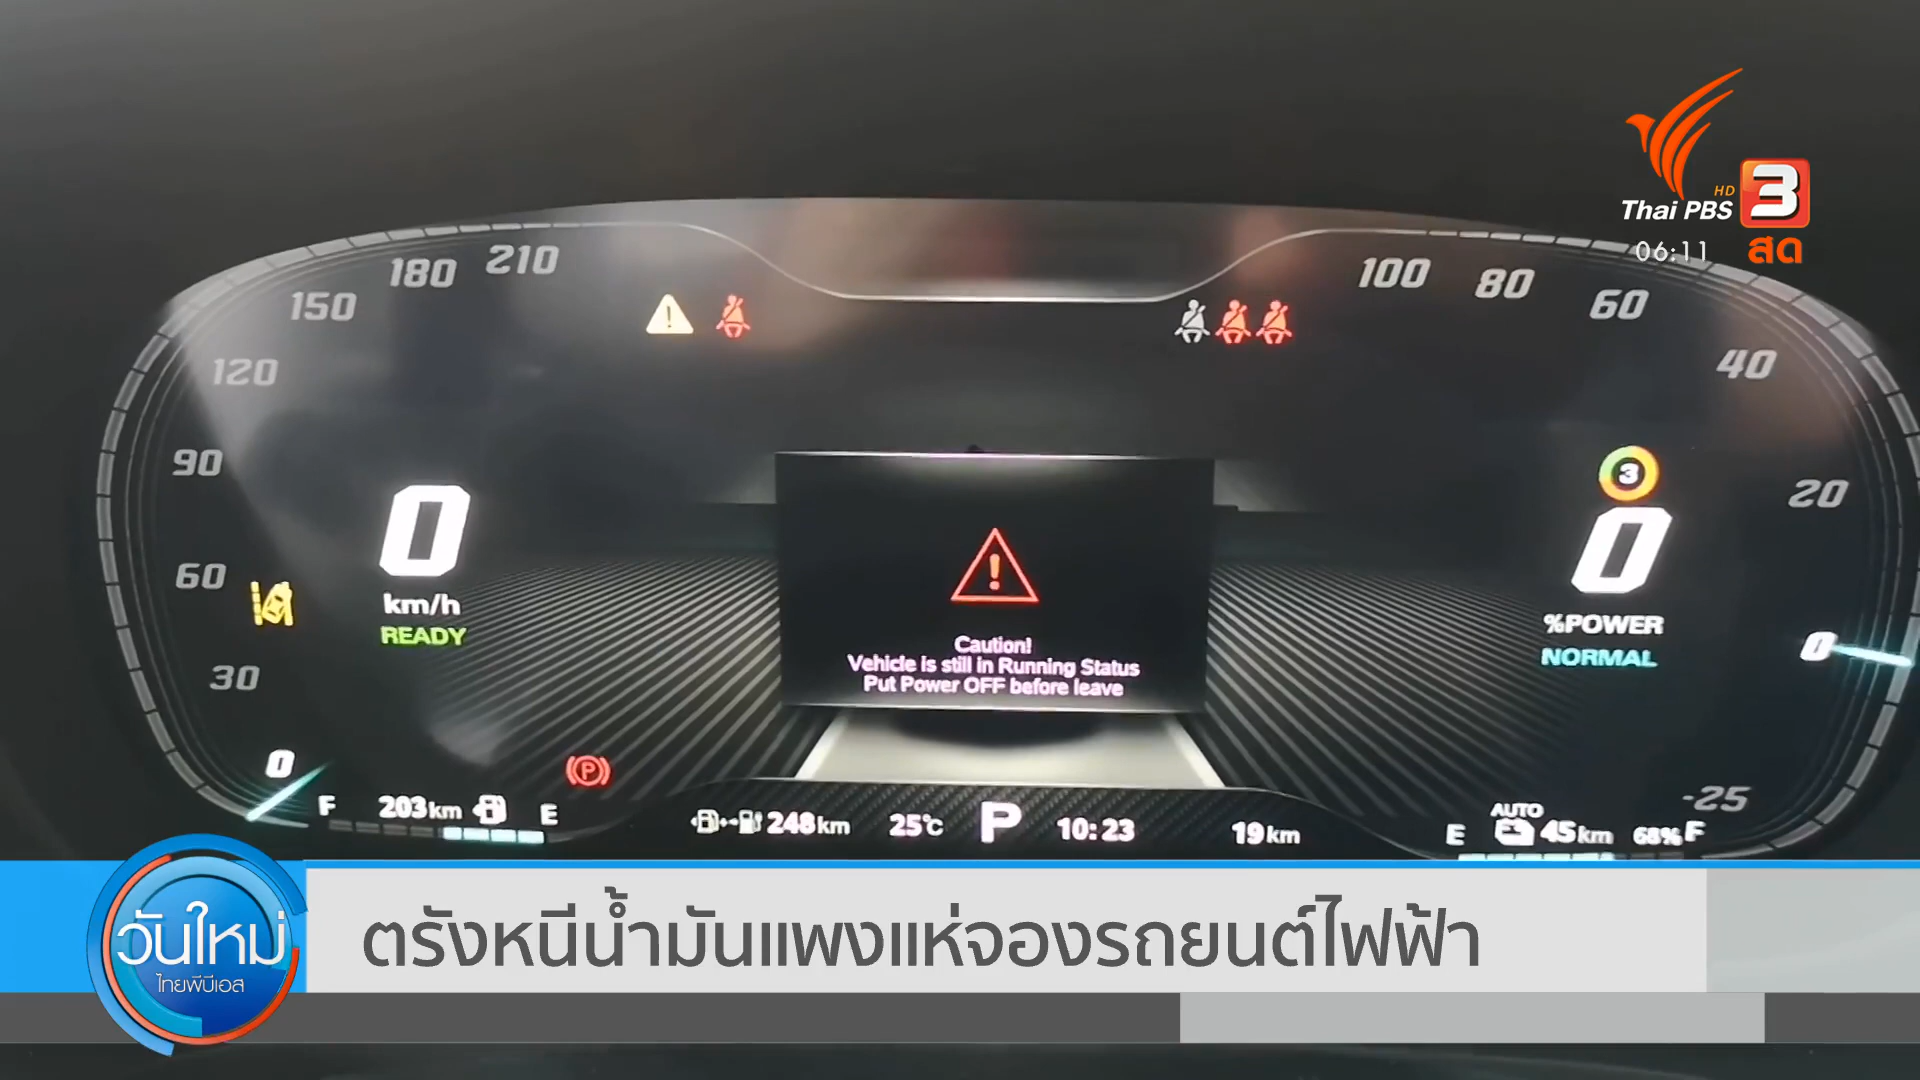 HD
Thai PBS 3
06:11 สด
210
180
150
120
90
60
30
0
100
80
60
40
20
0
-25
0
km/h
READY
3
0
%POWER
NORMAL
!
Caution!
Vehicle is still in Running Status
Put Power OFF before leave
F 203km E
P
248km 25℃ P 10:23 19km
AUTO
E 45km 68% F
วันใหม่
ไทยพีบีเอส
ตรังหนีน้ำมันแพงแห่จองรถยนต์ไฟฟ้า